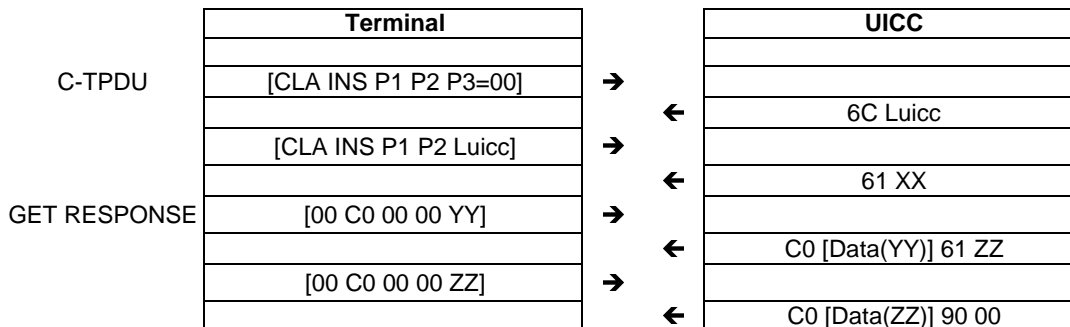 Terminal UICC
C-TPDU [CLA INS P1 P2 P3=00] →
← 6C Luicc
[CLA INS P1 P2 Luicc] →
← 61 XX
GET RESPONSE [00 C0 00 00 YY] →
← C0 [Data(YY)] 61 ZZ
[00 C0 00 00 ZZ] →
← C0 [Data(ZZ)] 90 00